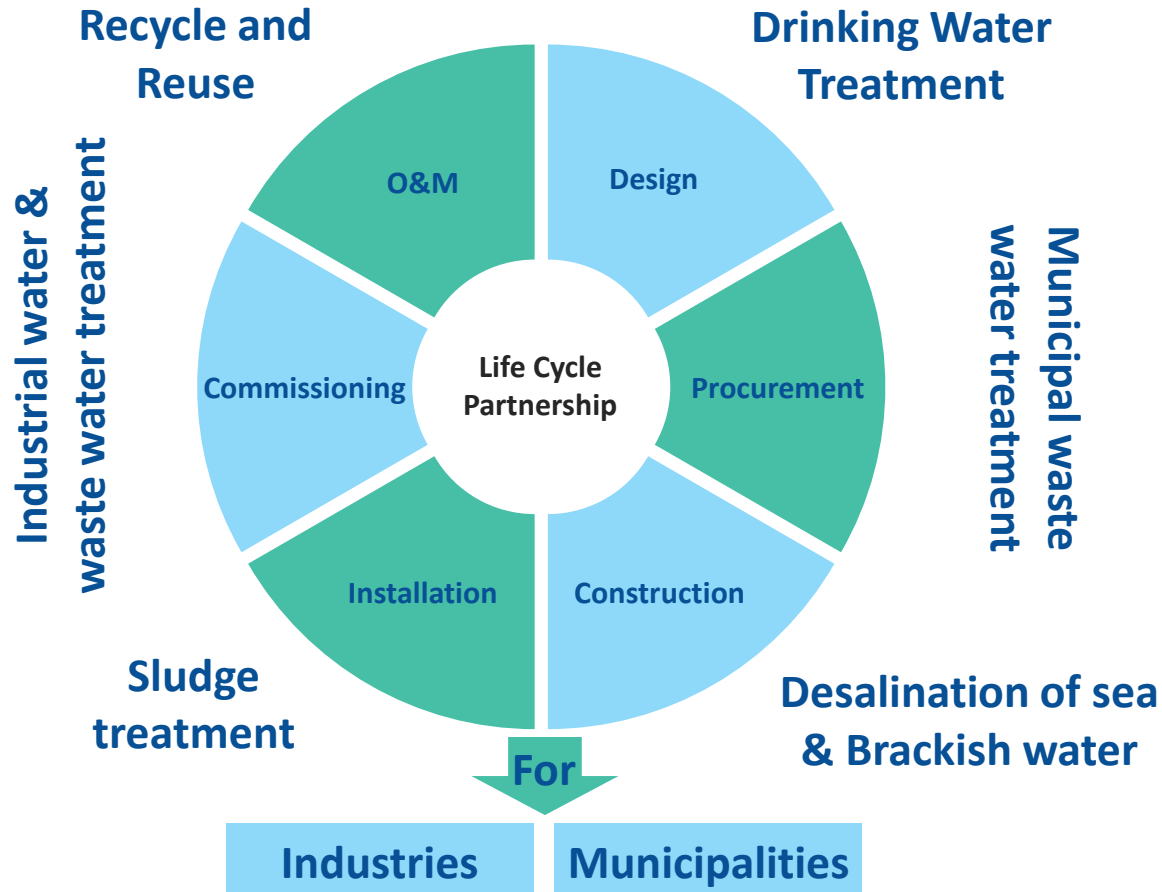 Recycle and
Reuse
Drinking Water
Treatment
O&M
Design
Industrial water &
waste water treatment
Municipal waste
water treatment
Commissioning
Life Cycle
Partnership
Procurement
Installation
Construction
Sludge
treatment
Desalination of sea
& Brackish water
For
Industries
Municipalities